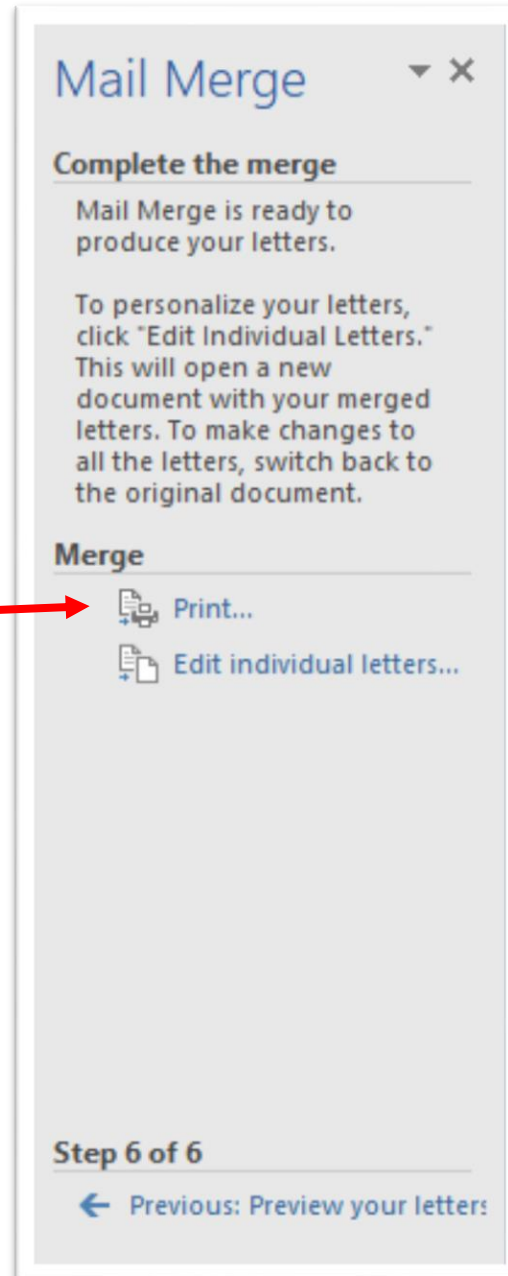 Mail Merge
Complete the merge
Mail Merge is ready to
produce your letters.
To personalize your letters,
click "Edit Individual Letters."
This will open a new
document with your merged
letters. To make changes to
all the letters, switch back to
the original document.
Merge
Print...
Edit individual letters...
Step 6 of 6
Previous: Preview your letters